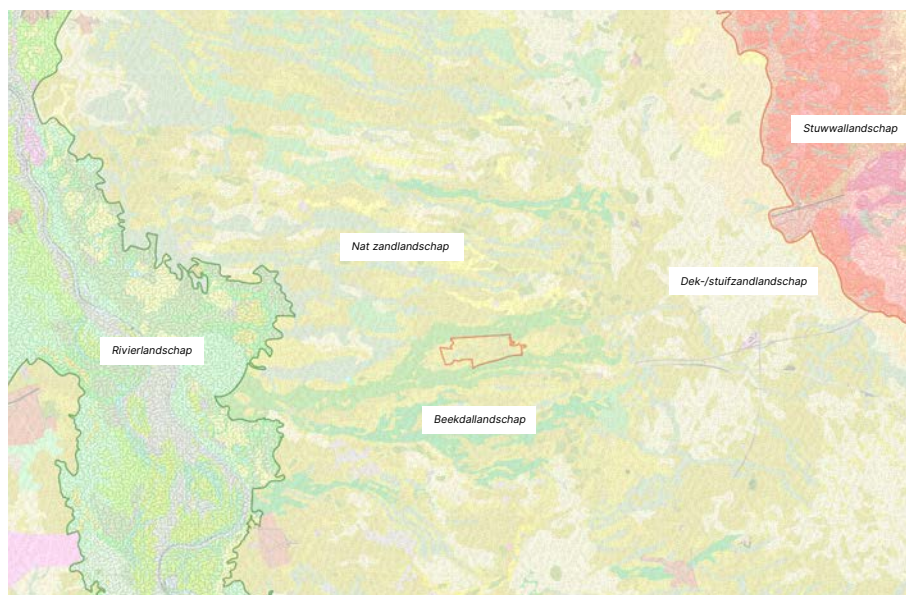 Stuwwallandschap
Nat zandlandschap
Dek-/stuifzandlandschap
Rivierlandschap
Beekdallandschap